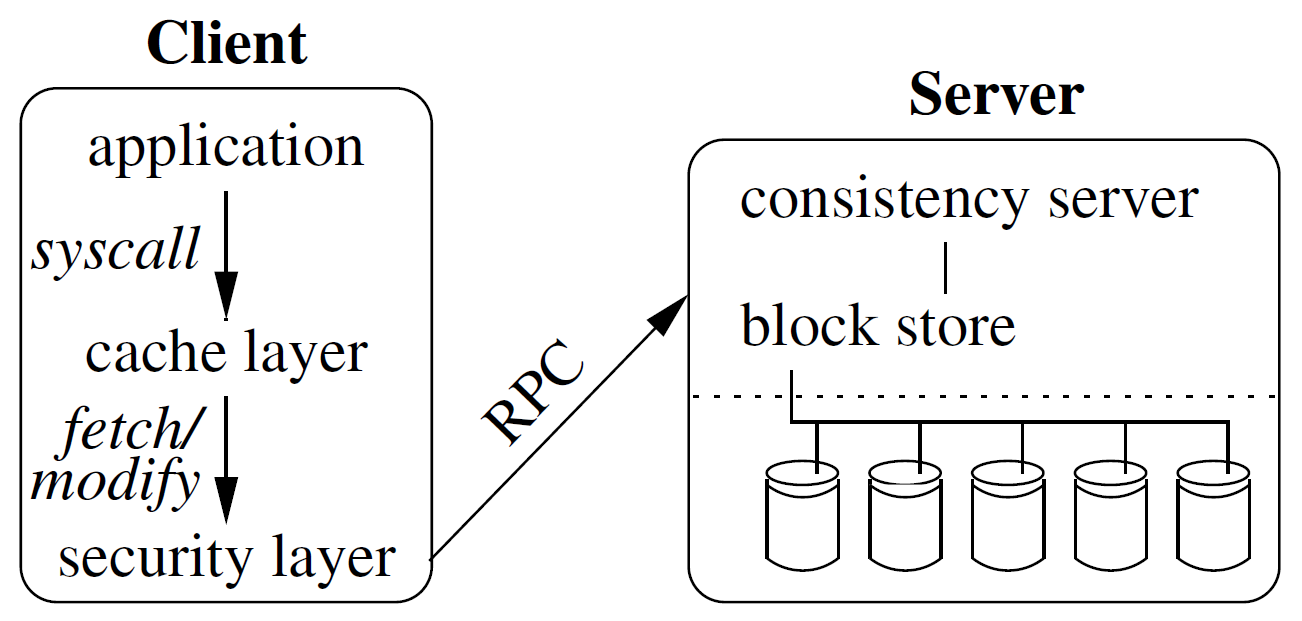 Client
application
syscall
cache layer
fetch/
modify
security layer
RPC
Server
consistency server
block store